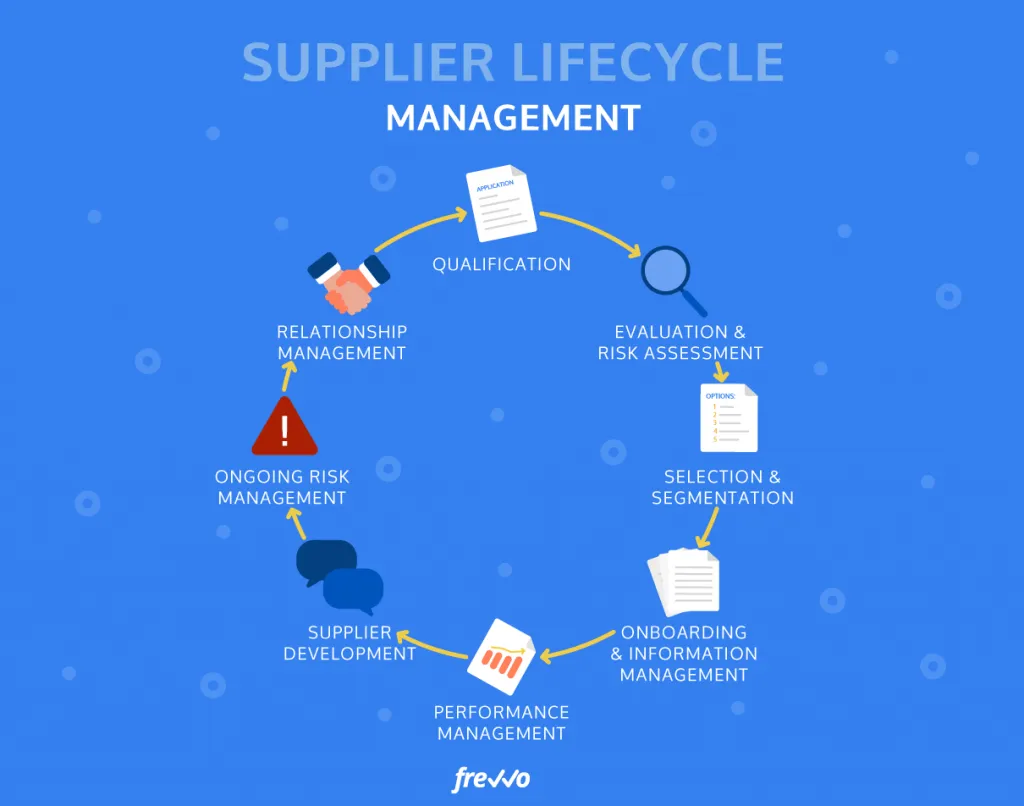 SUPPLIER LIFECYCLE
MANAGEMENT
APPLICATION
QUALIFICATION
EVALUATION &
RISK ASSESSMENT
OPTIONS:
1
2
3
4
5
SELECTION &
SEGMENTATION
ONBOARDING
& INFORMATION
MANAGEMENT
PERFORMANCE
MANAGEMENT
SUPPLIER
DEVELOPMENT
ONGOING RISK
MANAGEMENT
!
RELATIONSHIP
MANAGEMENT
frevvo